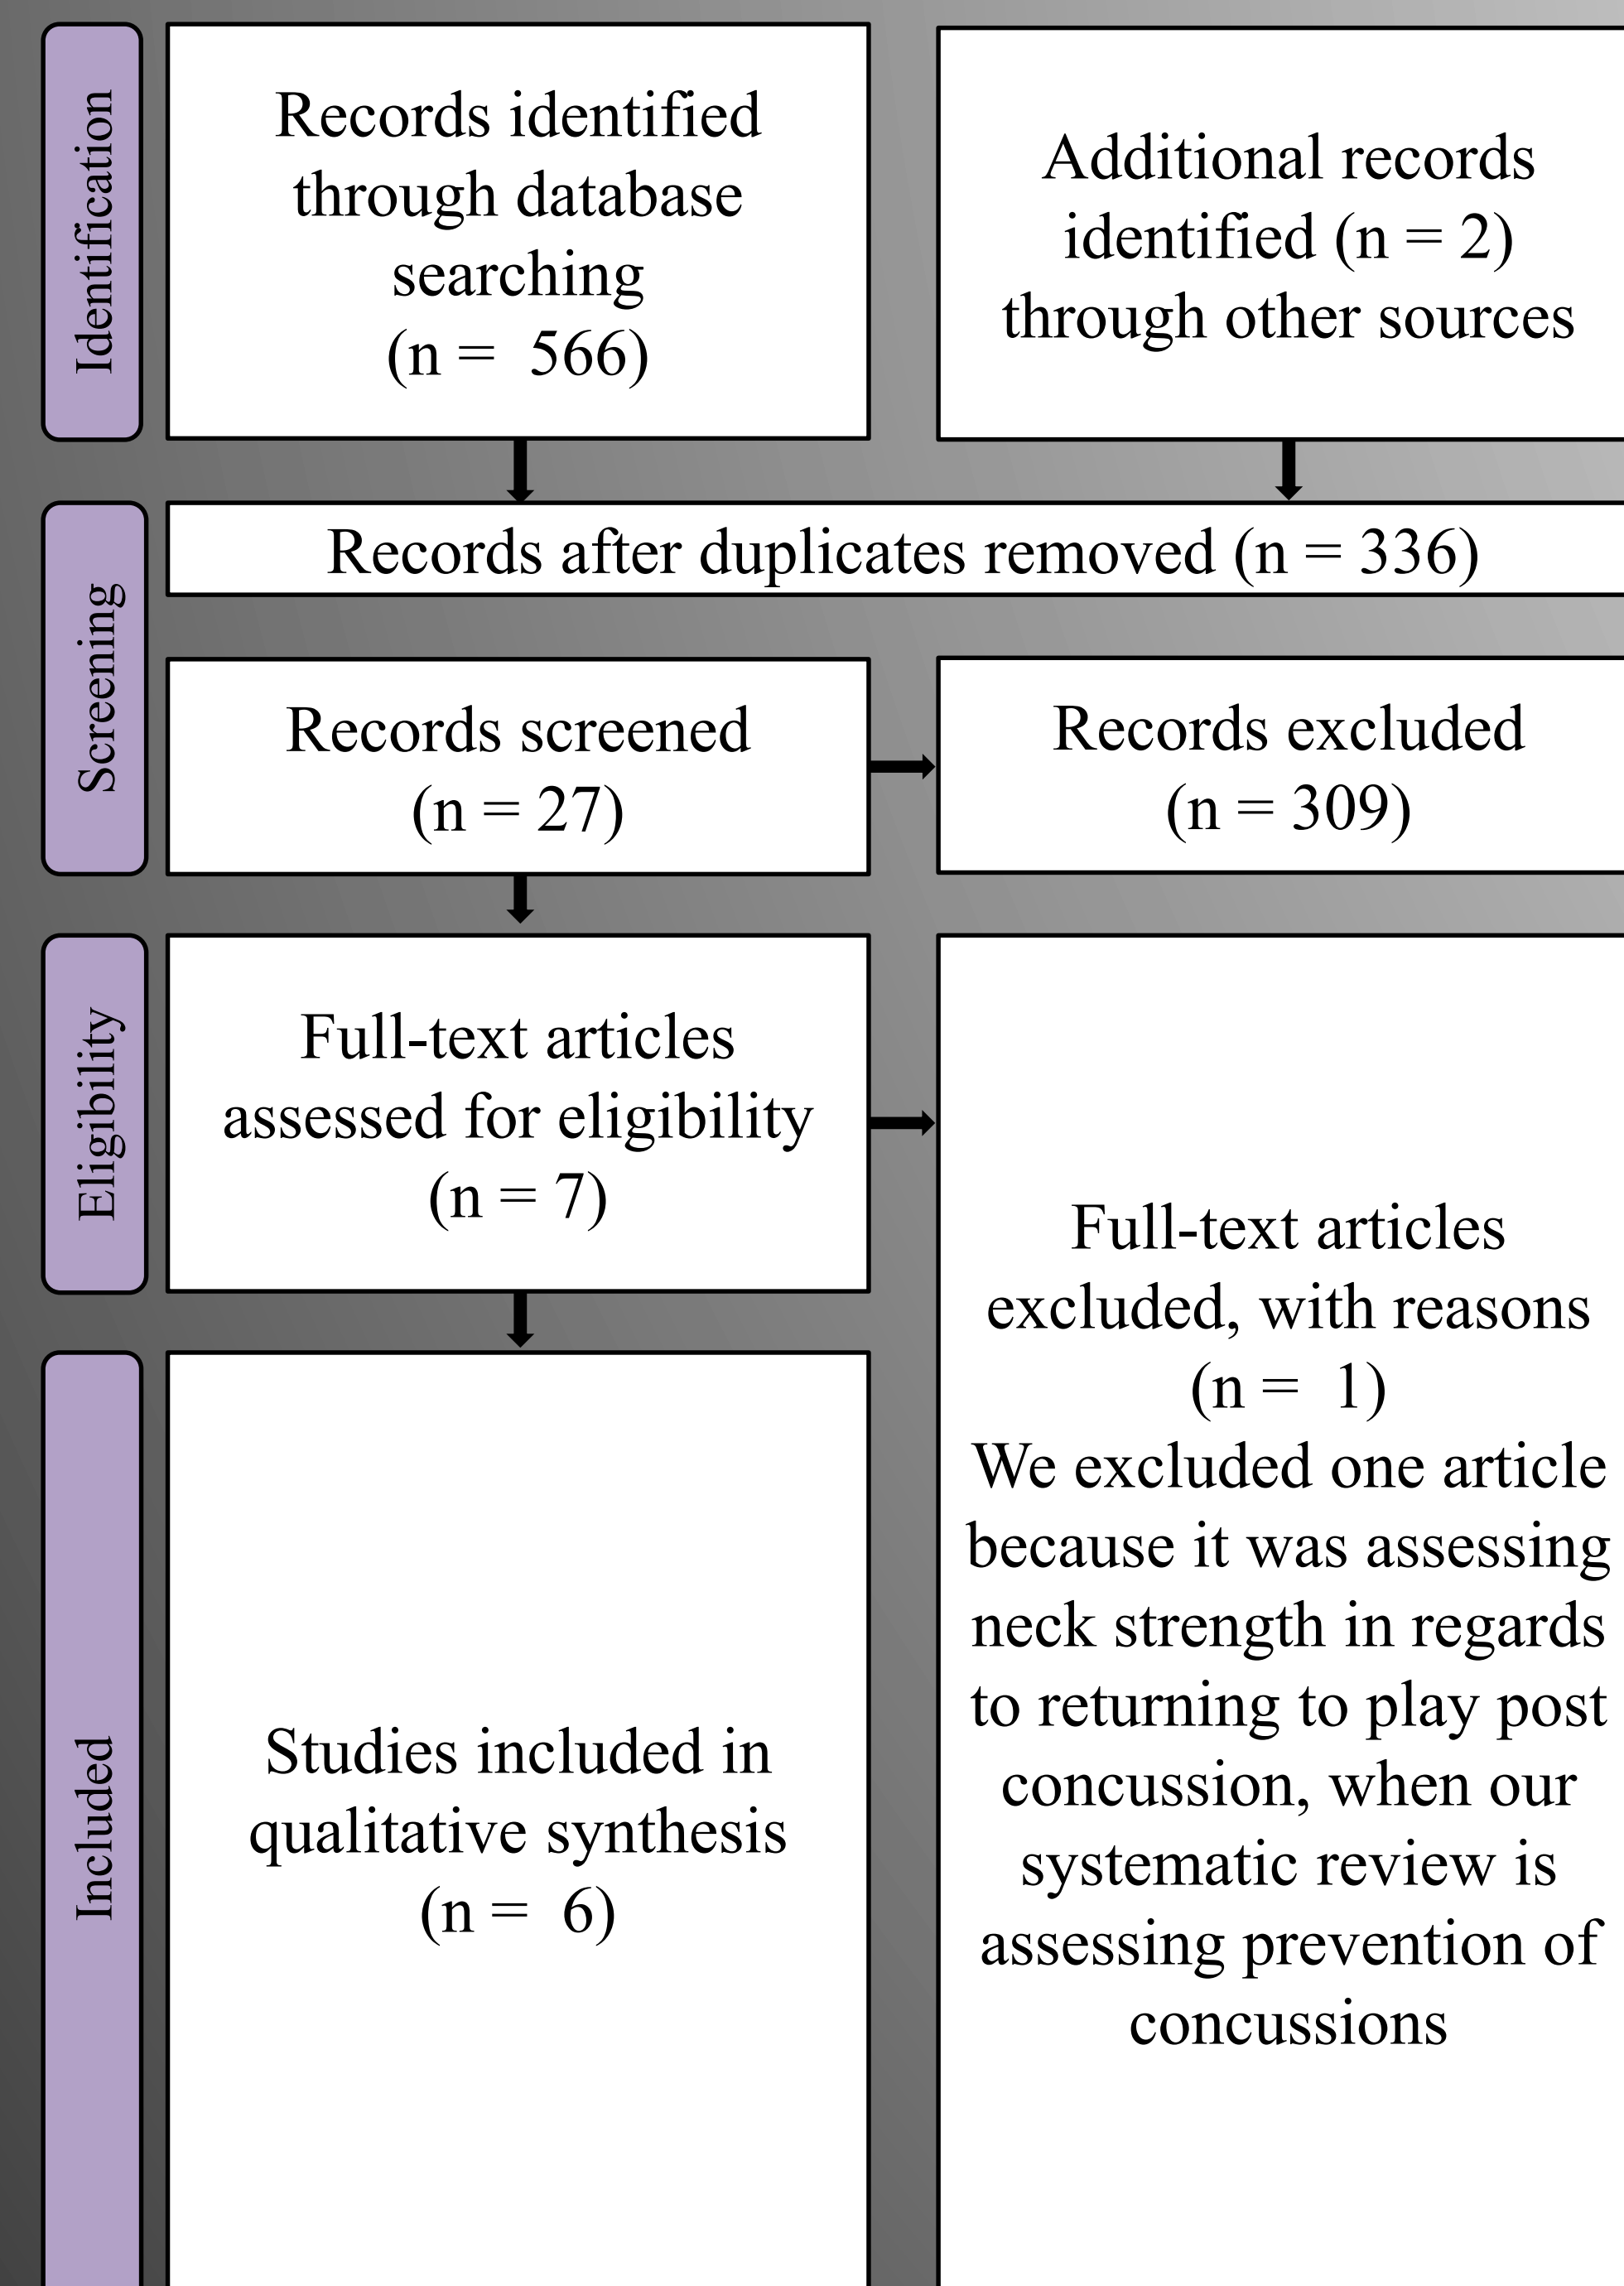 Identification
Records identified
through database
searching
(n = 566)
Additional records
identified (n = 2)
through other sources
Screening
Records after duplicates removed (n = 336)
Records screened
(n = 27)
Records excluded
(n = 309)
Eligibility
Full-text articles
assessed for eligibility
(n = 7)
Full-text articles
excluded, with reasons
(n = 1)
We excluded one article
because it was assessing
neck strength in regards
to returning to play post
concussion, when our
systematic review is
assessing prevention of
concussions
Included
Studies included in
qualitative synthesis
(n = 6)